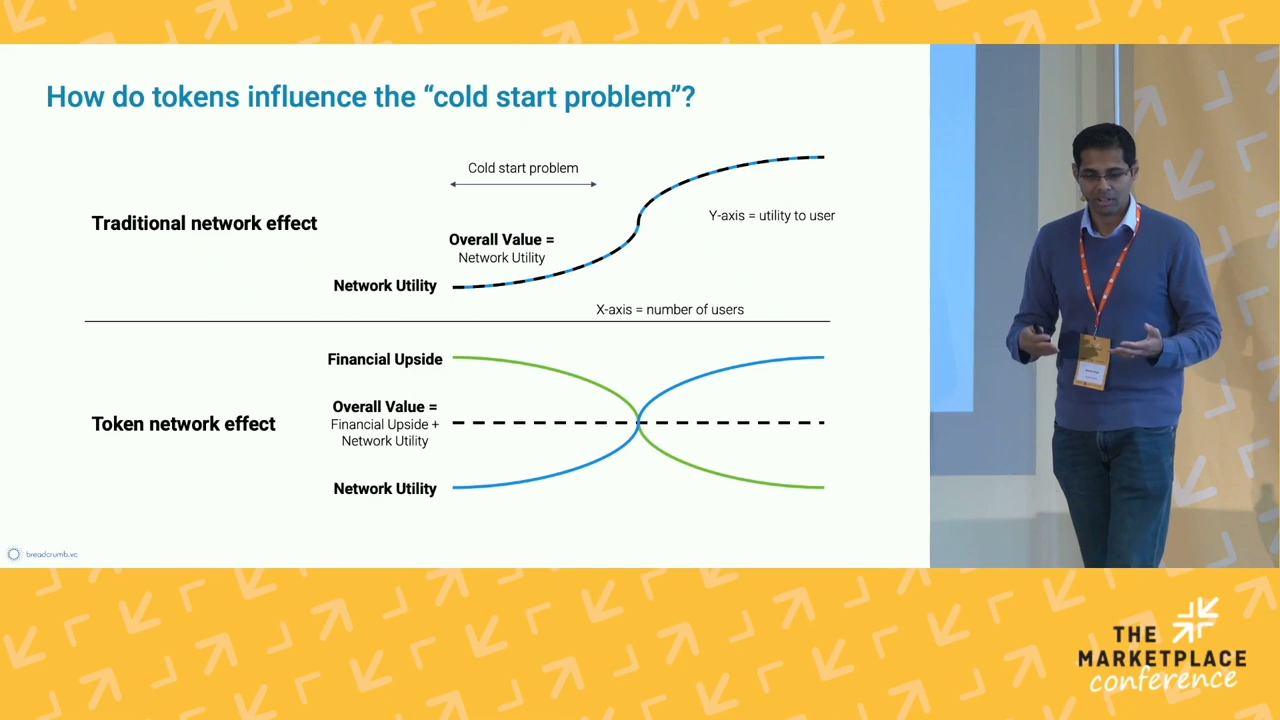 How do tokens influence the “cold start problem”?
Cold start problem
Traditional network effect
Y-axis = utility to user
Overall Value =
Network Utility
Network Utility
X-axis = number of users
Financial Upside
Overall Value =
Financial Upside +
Network Utility
Token network effect
Network Utility
breadcrumb.vc
THE
MARKETPLACE
conference